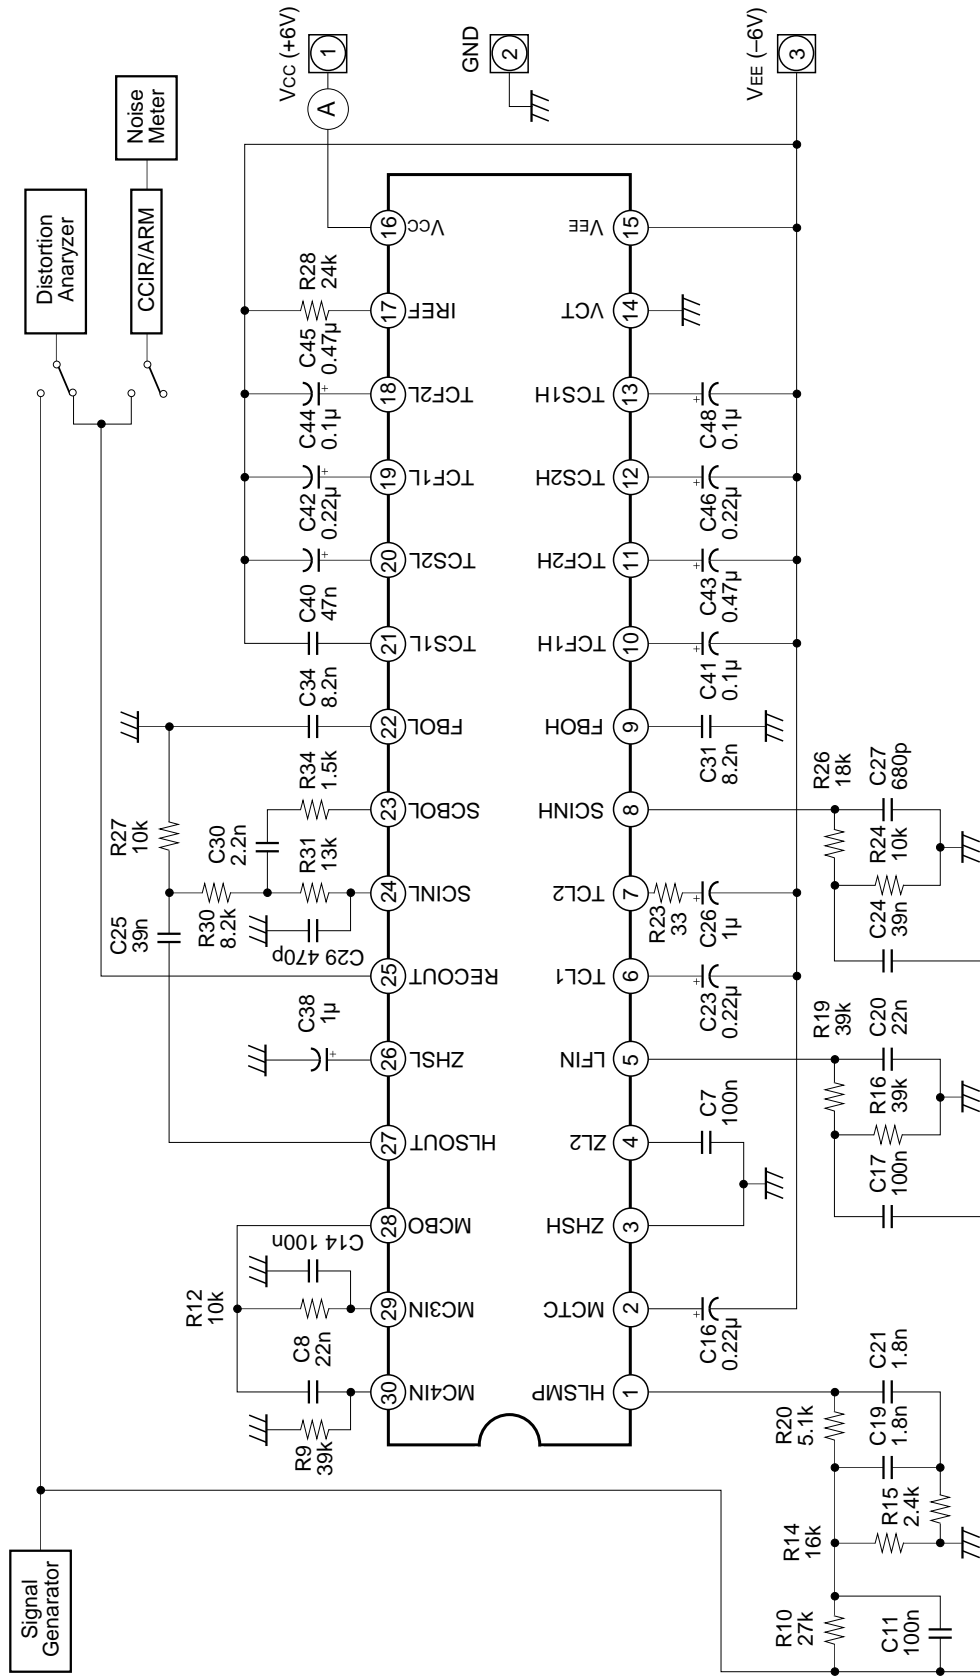 Signal
Genarator
Distortion
Anaryzer
CCIR/ARM
Noise
Meter
R9
39k
C8
22n
R12
10k
C14 100n
C38
1µ
C25
39n
R27
10k
R30
8.2k
C29 470p
C30
2.2n
R31
13k
R34
1.5k
C34
8.2n
C40
47n
C42
0.22µ
C44
0.1µ
C45
0.47µ
R28
24k
VCC (+6V)
A
1
GND
2
VEE (–6V)
3
30
MC4IN
29
MC3IN
28
MCBO
27
HLSOUT
26
ZHSL
25
RECOUT
24
SCINL
23
SCBOL
22
FBOL
21
TCS1L
20
TCS2L
19
TCF1L
18
TCF2L
17
IREF
16
VCC
HLSMP
1
MCTC
2
ZHSH
3
ZL2
4
LFIN
5
TCL1
6
TCL2
7
SCINH
8
FBOH
9
TCF1H
10
TCF2H
11
TCS2H
12
TCS1H
13
VCT
14
VEE
15
C16
0.22µ
C7
100n
C23
0.22µ
R23
33
C26
1µ
C31
8.2n
C41
0.1µ
C43
0.47µ
C46
0.22µ
C48
0.1µ
R10
27k
C11
100n
R14
16k
R15
2.4k
R20
5.1k
C19
1.8n
C21
1.8n
C17
100n
R16
39k
R19
39k
C20
22n
C24
39n
R24
10k
R26
18k
C27
680p